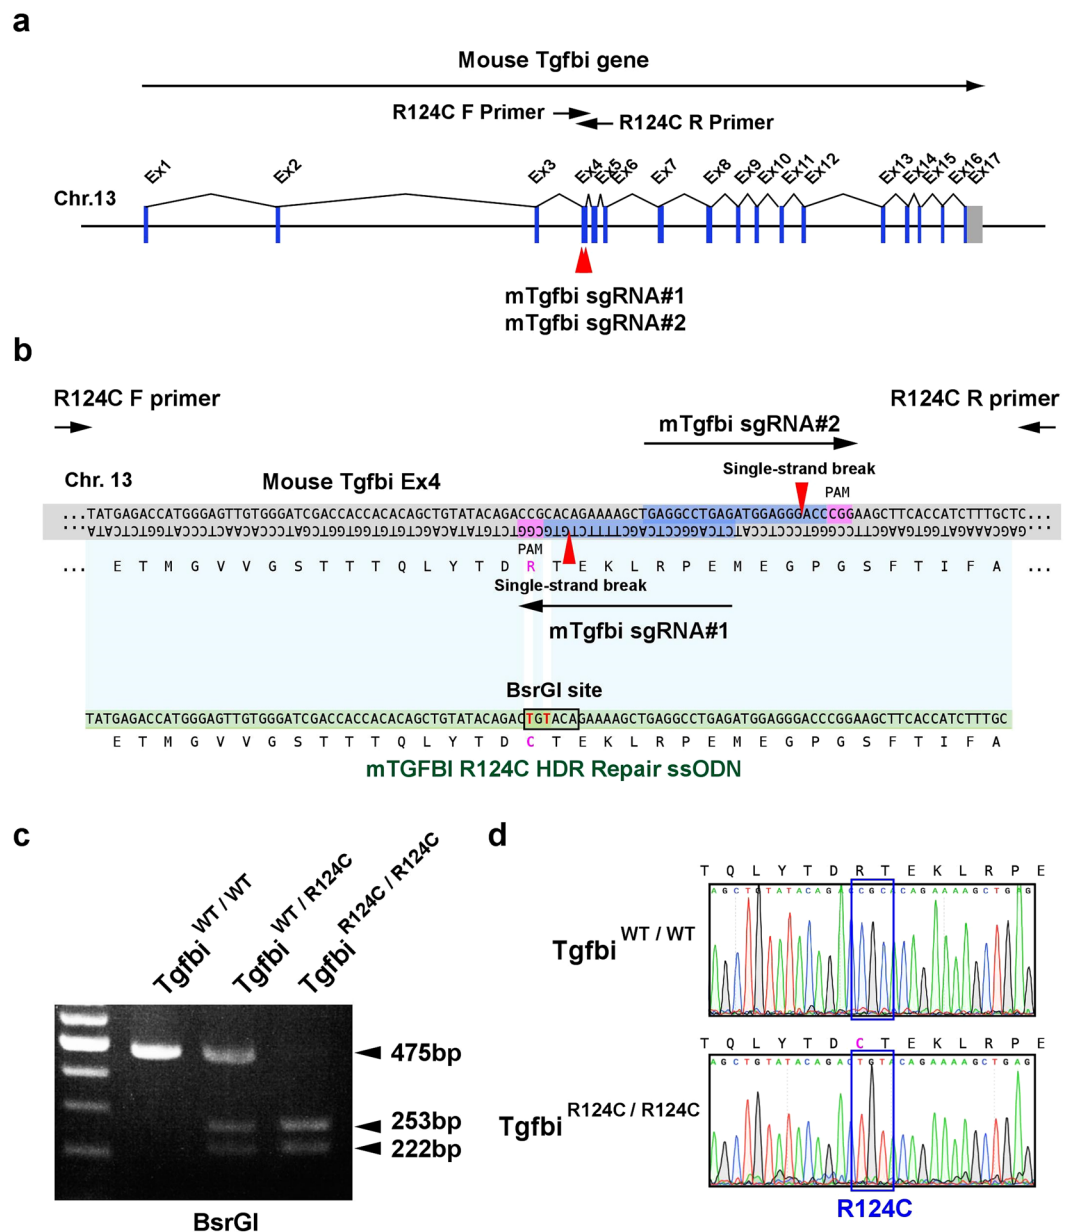 a
Mouse Tgfbi gene
R124C F Primer
R124C R Primer
Ex1 Ex2 Ex3 Ex4 Ex5 Ex6 Ex7 Ex8 Ex9 Ex10 Ex11 Ex12 Ex13 Ex14 Ex15 Ex16 Ex17
Chr.13
mTgfbi sgRNA#1
mTgfbi sgRNA#2
b
R124C F primer
R124C R primer
mTgfbi sgRNA#2
Single-strand break
Chr. 13
Mouse Tgfbi Ex4
PAM
...TATGAGACCATGGGAGTTGTGGGATCGACCACCACACAGCTGTATACAGACCGCACAGAAAAGCTGAGGCCTGAGATGGAGGGACCCGGAAGCTTCACCATCTTTGCTC...
PAM
... E T M G V V G S T T T Q L Y T D R T E K L R P E M E G P G S F T I F A ...
Single-strand break
mTgfbi sgRNA#1
BsrGI site
TATGAGACCATGGGAGTTGTGGGATCGACCACCACACAGCTGTATACAGACTGTACAGAAAAGCTGAGGCCTGAGATGGAGGGACCCGGAAGCTTCACCATCTTTGC
E T M G V V G S T T T Q L Y T D C T E K L R P E M E G P G S F T I F A
mTGFBI R124C HDR Repair ssODN
c
Tgfbi WT / WT
Tgfbi WT / R124C
Tgfbi R124C / R124C
475bp
253bp
222bp
BsrGI
d
T Q L Y T D R T E K L R P E
AGCTGTATACAGACCGCACAGAAAAGCTGAG
Tgfbi WT / WT
T Q L Y T D C T E K L R P E
AGCTGTATACAGACTGTACAGAAAAGCTGAG
Tgfbi R124C / R124C
R124C